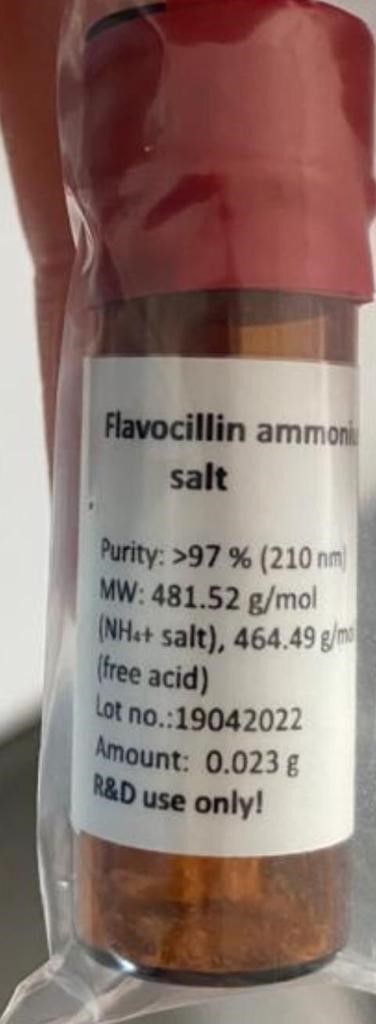 Flavocillin ammoni
salt
Purity: >97 % (210 nm)
MW: 481.52 g/mol
(NH₄+ salt), 464.49 g/mo
(free acid)
Lot no.:19042022
Amount: 0.023 g
R&D use only!